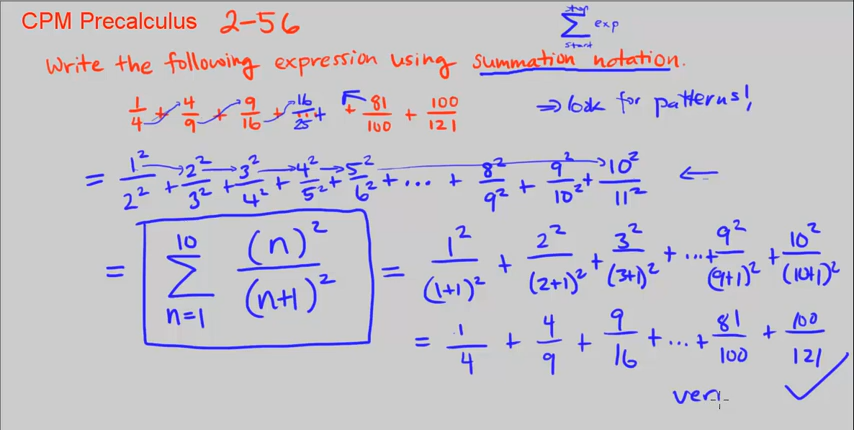 CPM Precalculus 2-56
stop
∑ exp
start
Write the following expression using summation notation.
1/4 + 4/9 + 9/16 + 16/25 + ... + 81/100 + 100/121
⇒ look for patterns!
= 1²/2² + 2²/3² + 3²/4² + 4²/5² + 5²/6² + ... + 8²/9² + 9²/10² + 10²/11² ←
= ∑_{n=1}^{10} (n)²/(n+1)² = 1²/(1+1)² + 2²/(2+1)² + 3²/(3+1)² + ... + 9²/(9+1)² + 10²/(10+1)²
= 1/4 + 4/9 + 9/16 + ... + 81/100 + 100/121
ver ✓